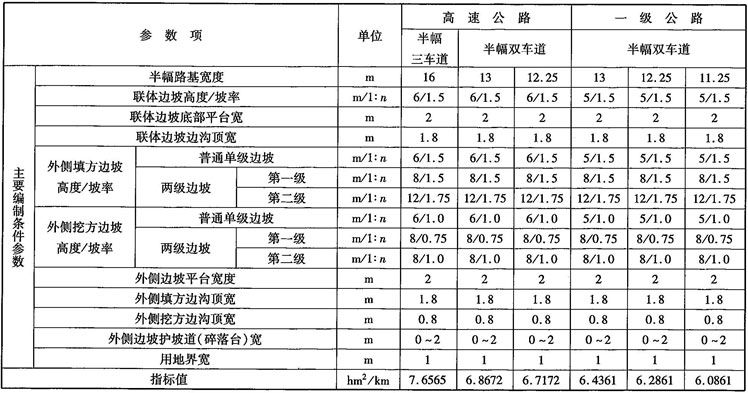 参数项 单位 高速公路 一级公路
半幅三车道 半幅双车道 半幅双车道
主要编制条件参数
半幅路基宽度 m 16 13 12.25 13 12.25 11.25
联体边坡高度/坡率 m/1:n 6/1.5 6/1.5 6/1.5 5/1.5 5/1.5 5/1.5
联体边坡底部平台宽 m 2 2 2 2 2 2
联体边坡边沟顶宽 m 1.8 1.8 1.8 1.8 1.8 1.8
外侧填方边坡高度/坡率 普通单级边坡 m/1:n 6/1.5 6/1.5 6/1.5 5/1.5 5/1.5 5/1.5
两级边坡 第一级 m/1:n 8/1.5 8/1.5 8/1.5 8/1.5 8/1.5 8/1.5
第二级 m/1:n 12/1.75 12/1.75 12/1.75 12/1.75 12/1.75 12/1.75
外侧挖方边坡高度/坡率 普通单级边坡 m/1:n 6/1.0 6/1.0 6/1.0 5/1.0 5/1.0 5/1.0
两级边坡 第一级 m/1:n 8/0.75 8/0.75 8/0.75 8/0.75 8/0.75 8/0.75
第二级 m/1:n 8/1.0 8/1.0 8/1.0 8/1.0 8/1.0 8/1.0
外侧边坡平台宽度 m 2 2 2 2 2 2
外侧填方边沟顶宽 m 1.8 1.8 1.8 1.8 1.8 1.8
外侧挖方边沟顶宽 m 0.8 0.8 0.8 0.8 0.8 0.8
外侧边坡护坡道(碎落台)宽 m 0~2 0~2 0~2 0~2 0~2 0~2
用地界宽 m 1 1 1 1 1 1
指标值 hm²/km 7.6565 6.8672 6.7172 6.4361 6.2861 6.0861